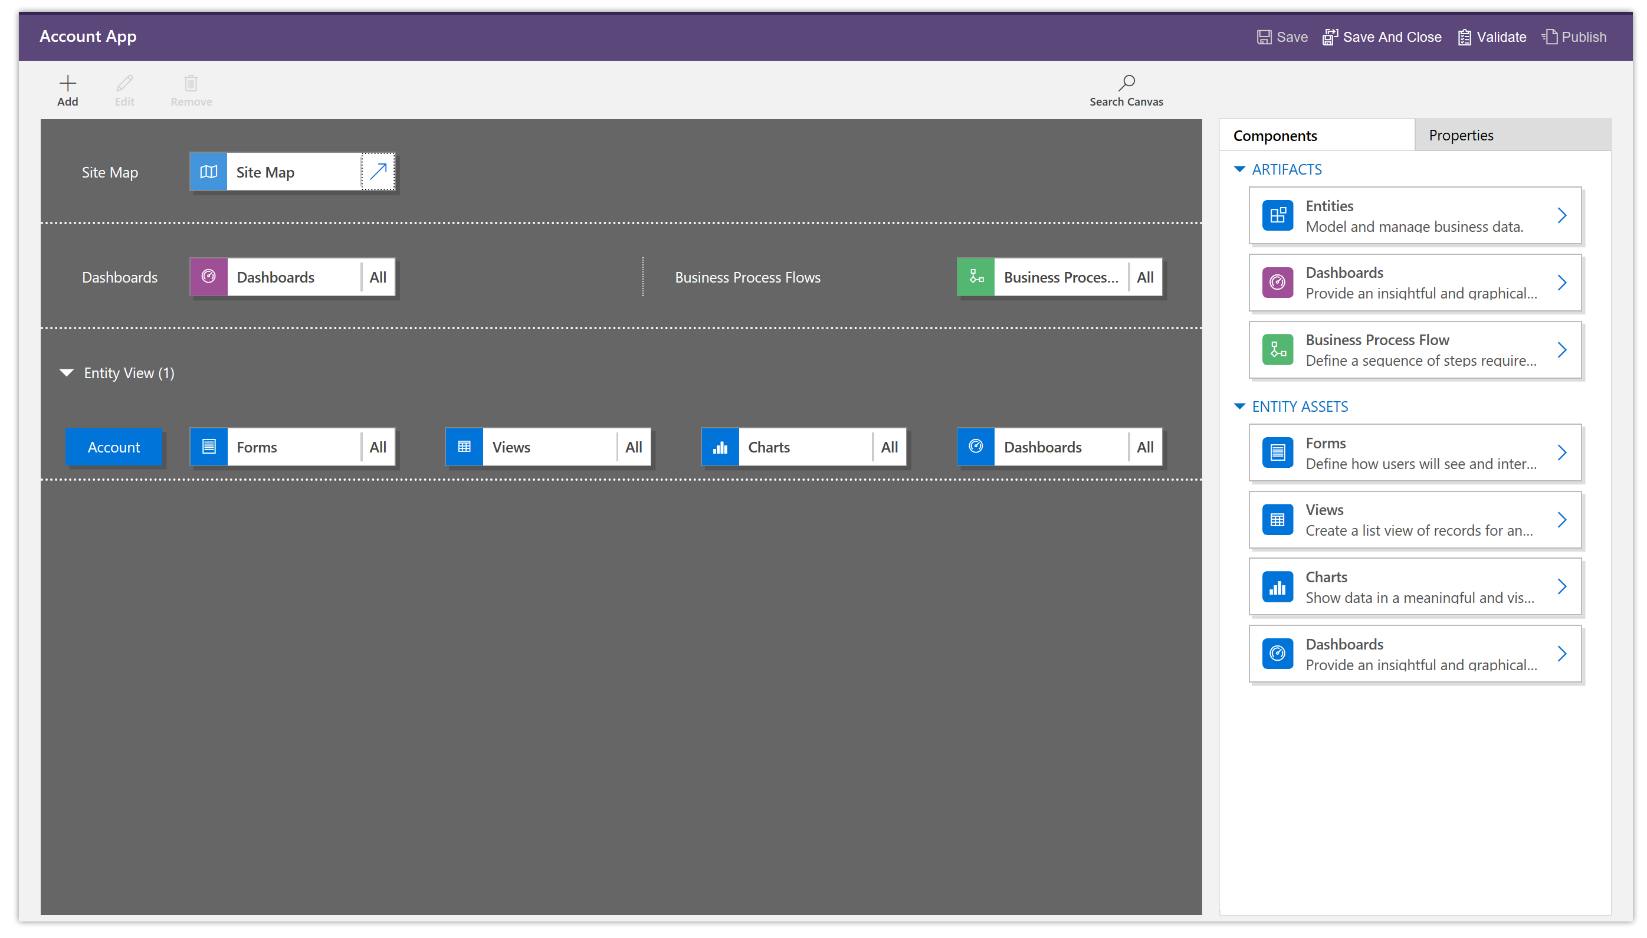 Account App
Save
Save And Close
Validate
Publish
Add
Edit
Remove
Search Canvas
Site Map
Site Map
Dashboards
Dashboards
All
Business Process Flows
Business Proces...
All
Entity View (1)
Account
Forms
All
Views
All
Charts
All
Dashboards
All
Components
Properties
ARTIFACTS
Entities
Model and manage business data.
Dashboards
Provide an insightful and graphical...
Business Process Flow
Define a sequence of steps require...
ENTITY ASSETS
Forms
Define how users will see and inter...
Views
Create a list view of records for an...
Charts
Show data in a meaningful and vis...
Dashboards
Provide an insightful and graphical...